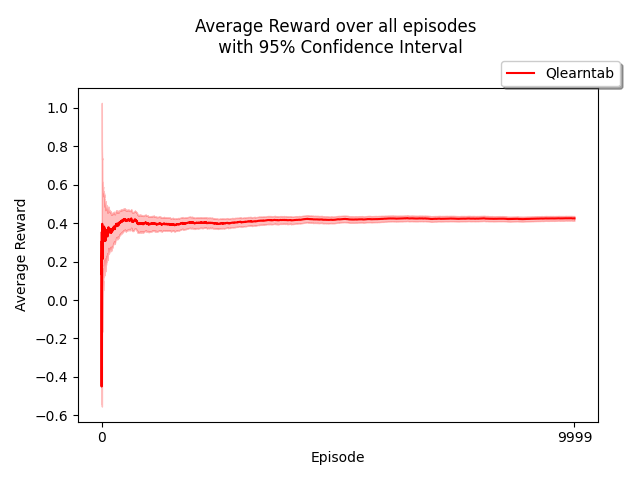 Average Reward over all episodes
with 95% Confidence Interval
Qlearntab
1.0
0.8
0.6
0.4
0.2
0.0
−0.2
−0.4
−0.6
Average Reward
0
9999
Episode